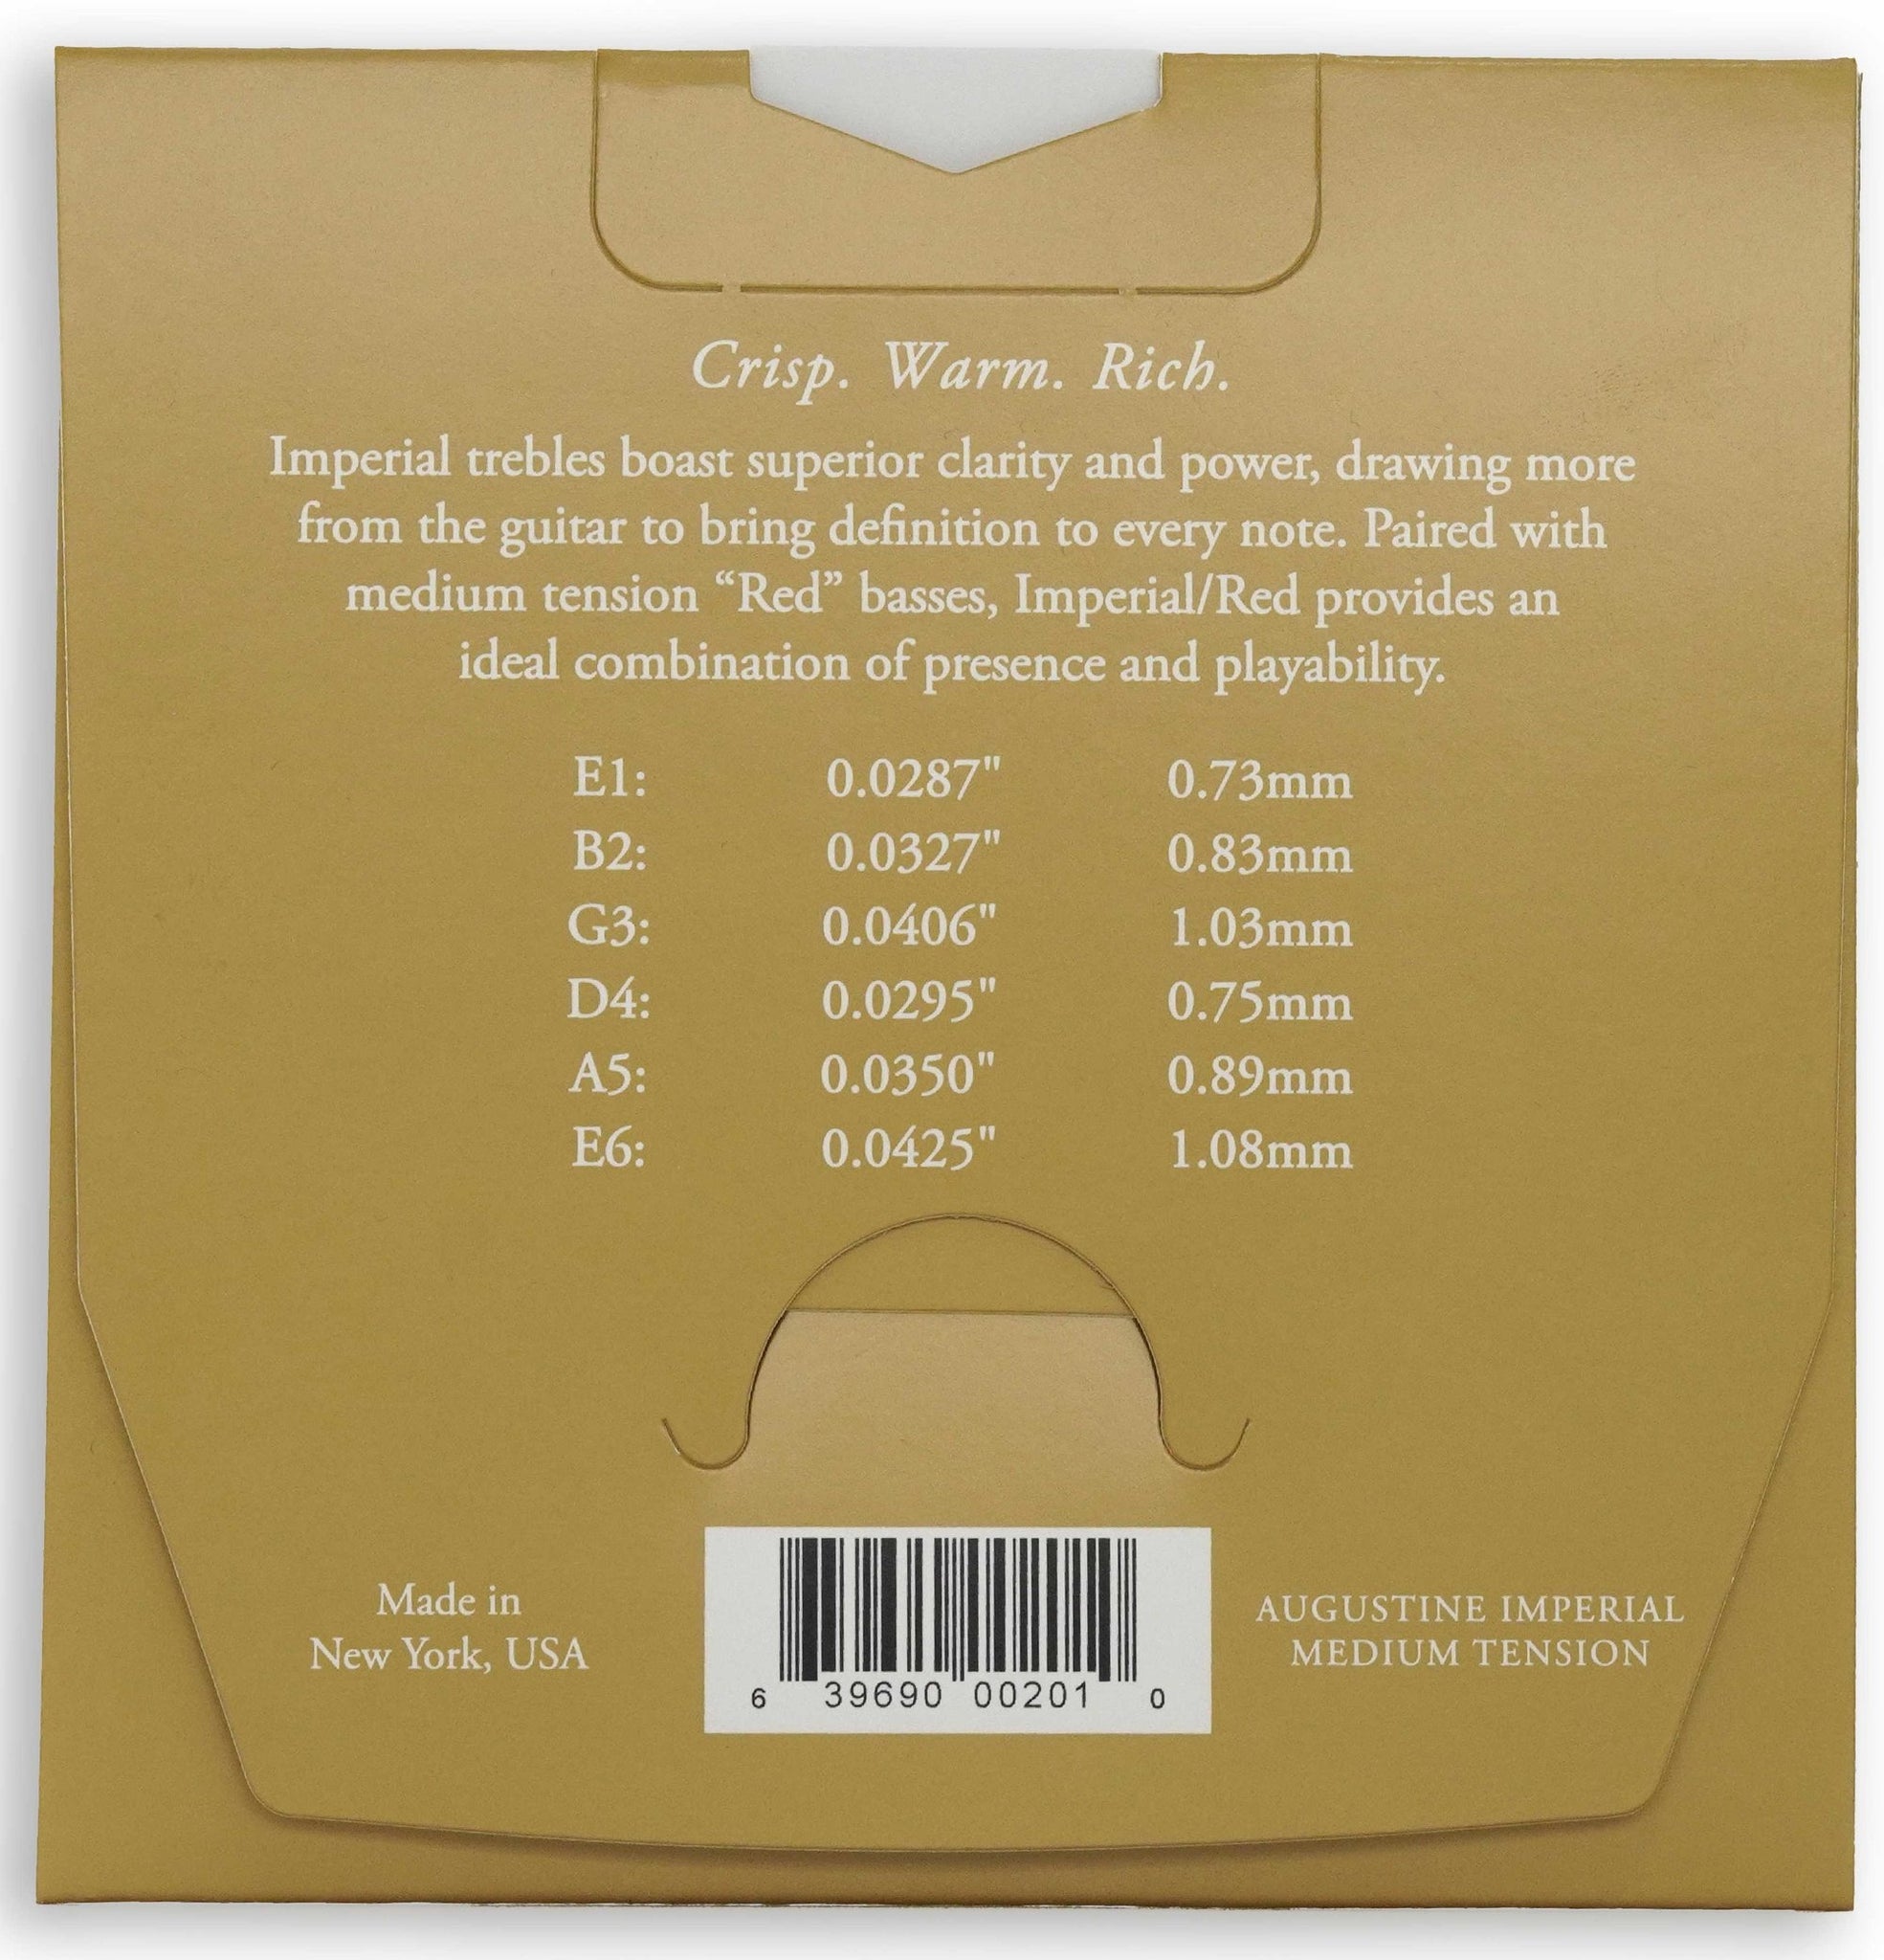 Crisp. Warm. Rich.
Imperial trebles boast superior clarity and power, drawing more
from the guitar to bring definition to every note. Paired with
medium tension “Red” basses, Imperial/Red provides an
ideal combination of presence and playability.
E1: 0.0287" 0.73mm
B2: 0.0327" 0.83mm
G3: 0.0406" 1.03mm
D4: 0.0295" 0.75mm
A5: 0.0350" 0.89mm
E6: 0.0425" 1.08mm
Made in
New York, USA
6 39690 00201 0
AUGUSTINE IMPERIAL
MEDIUM TENSION